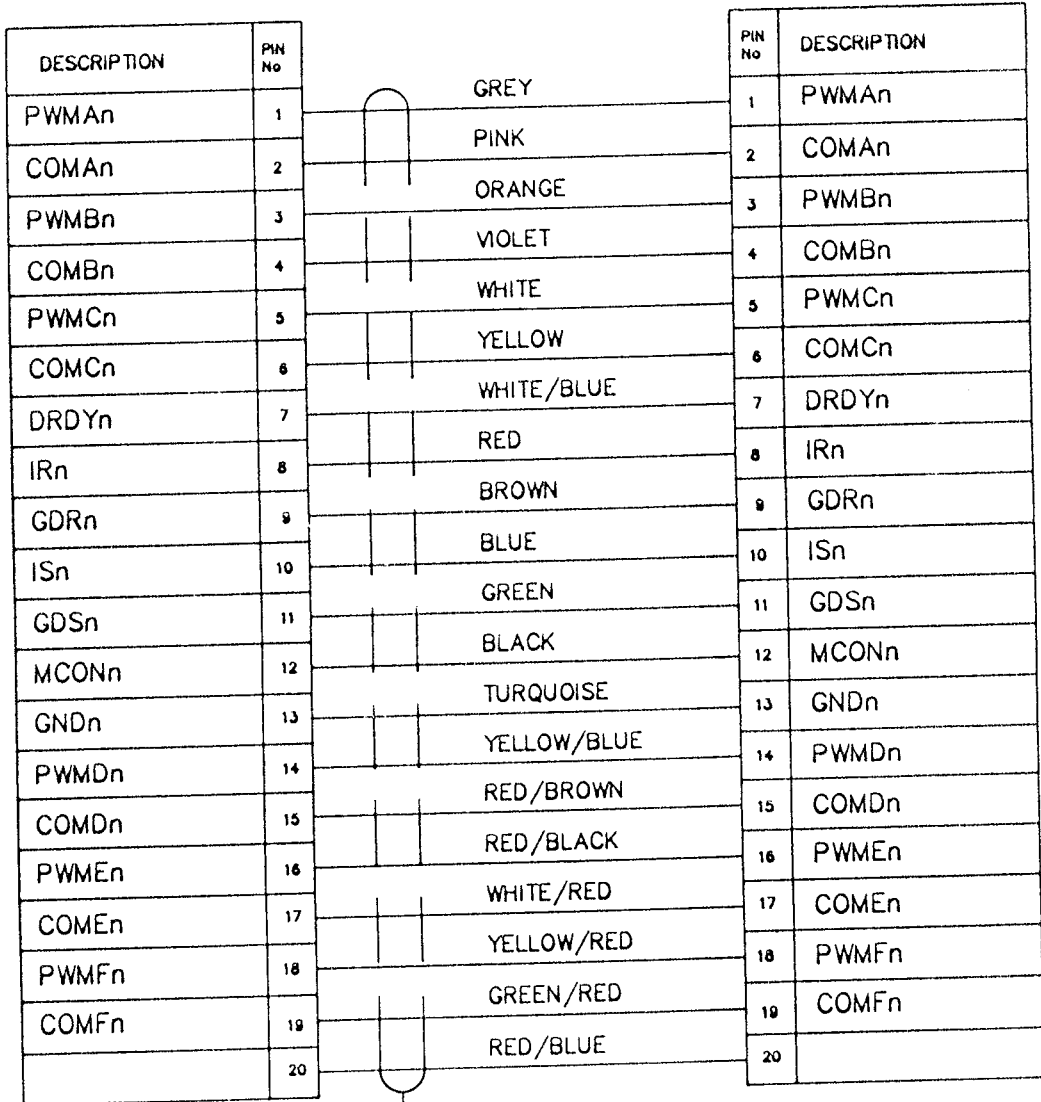 DESCRIPTION PIN No PIN No DESCRIPTION
PWMAn 1 GREY 1 PWMAn
COMAn 2 PINK 2 COMAn
PWMBn 3 ORANGE 3 PWMBn
COMBn 4 VIOLET 4 COMBn
PWMCn 5 WHITE 5 PWMCn
COMCn 6 YELLOW 6 COMCn
DRDYn 7 WHITE/BLUE 7 DRDYn
IRn 8 RED 8 IRn
GDRn 9 BROWN 9 GDRn
ISn 10 BLUE 10 ISn
GDSn 11 GREEN 11 GDSn
MCONn 12 BLACK 12 MCONn
GNDn 13 TURQUOISE 13 GNDn
PWMDn 14 YELLOW/BLUE 14 PWMDn
COMDn 15 RED/BROWN 15 COMDn
PWMEn 16 RED/BLACK 16 PWMEn
COMEn 17 WHITE/RED 17 COMEn
PWMFn 18 YELLOW/RED 18 PWMFn
COMFn 19 GREEN/RED 19 COMFn
20 RED/BLUE 20